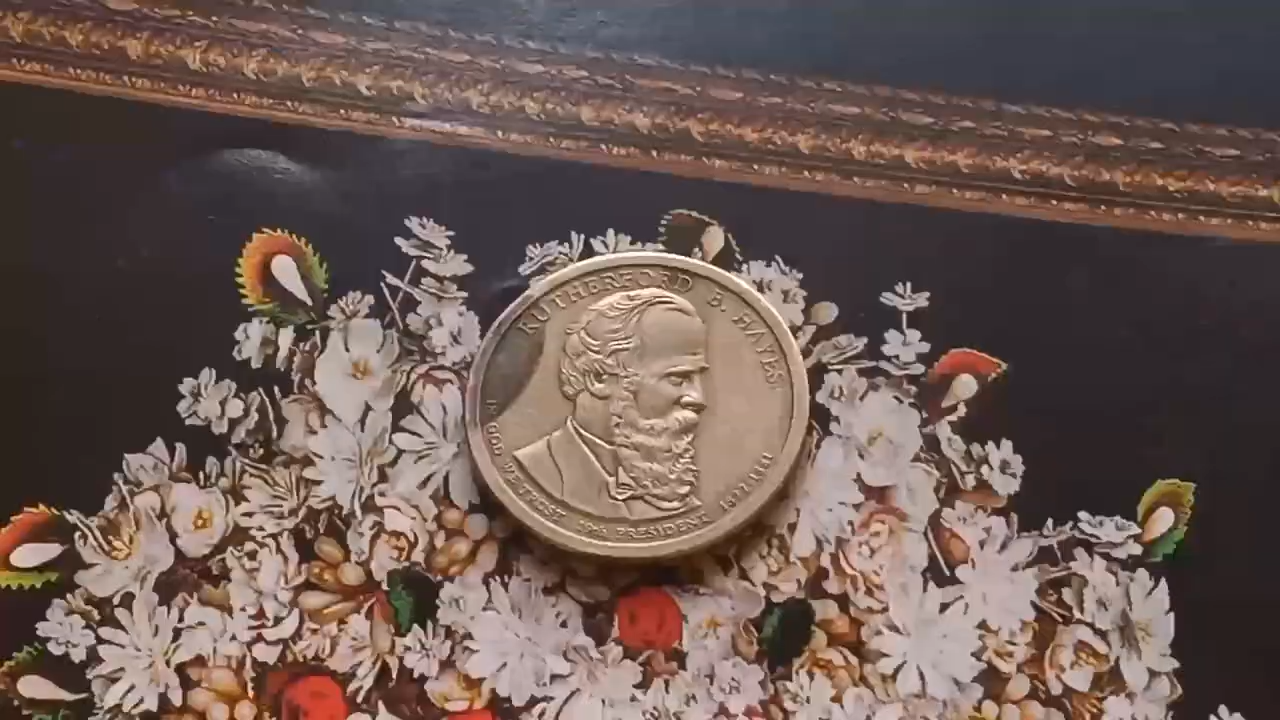 RUTHERFORD B. HAYES
IN GOD WE TRUST 19th PRESIDENT 1877-1881